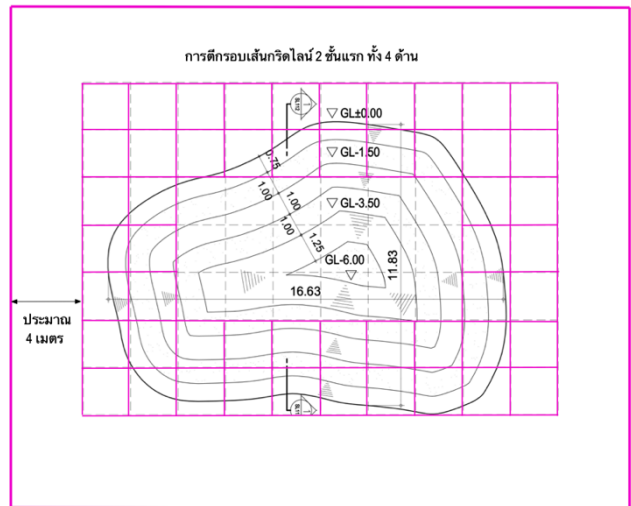 การตีกรอบเส้นกริดไลน์ 2 ชั้นแรก ทั้ง 4 ด้าน
1
GL±0.00
0.75
GL-1.50
1.00
1.00
GL-3.50
1.00
1.25
GL-6.00
11.83
16.63
ประมาณ
4 เมตร
1